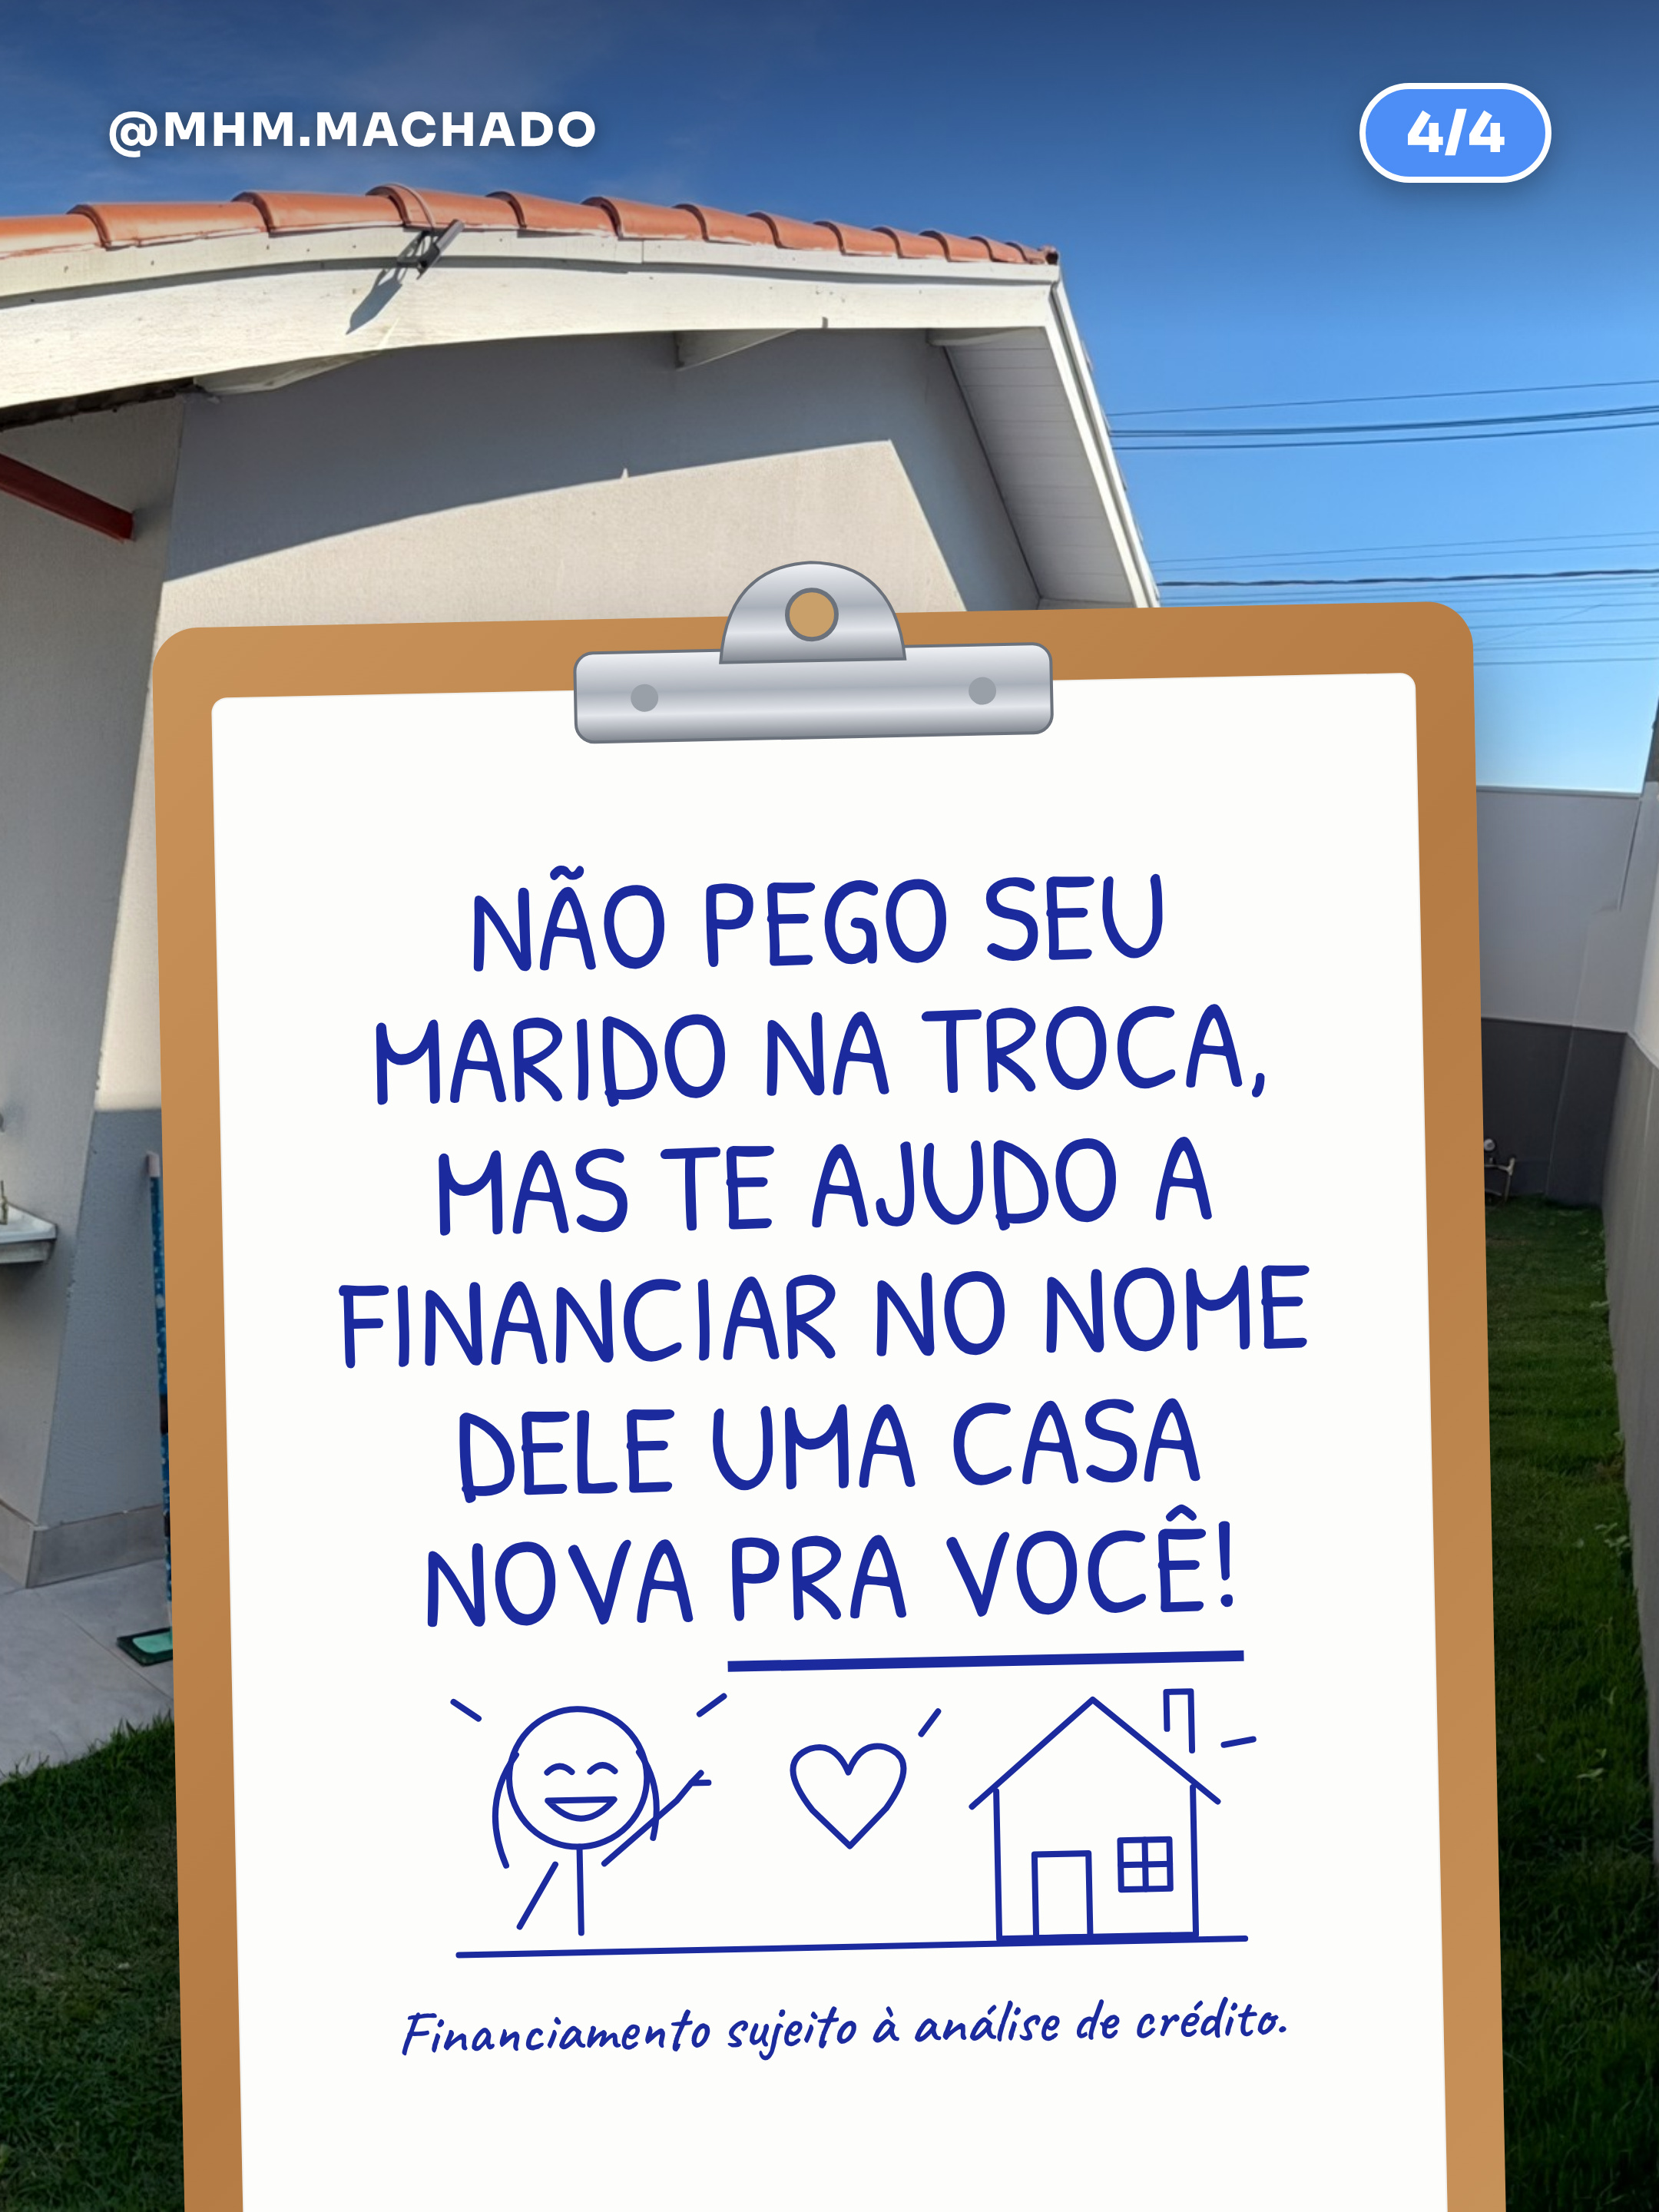 @MHM.MACHADO
4/4
NÃO PEGO SEU
MARIDO NA TROCA,
MAS TE AJUDO A
FINANCIAR NO NOME
DELE UMA CASA
NOVA PRA VOCÊ!
Financiamento sujeito à análise de crédito.